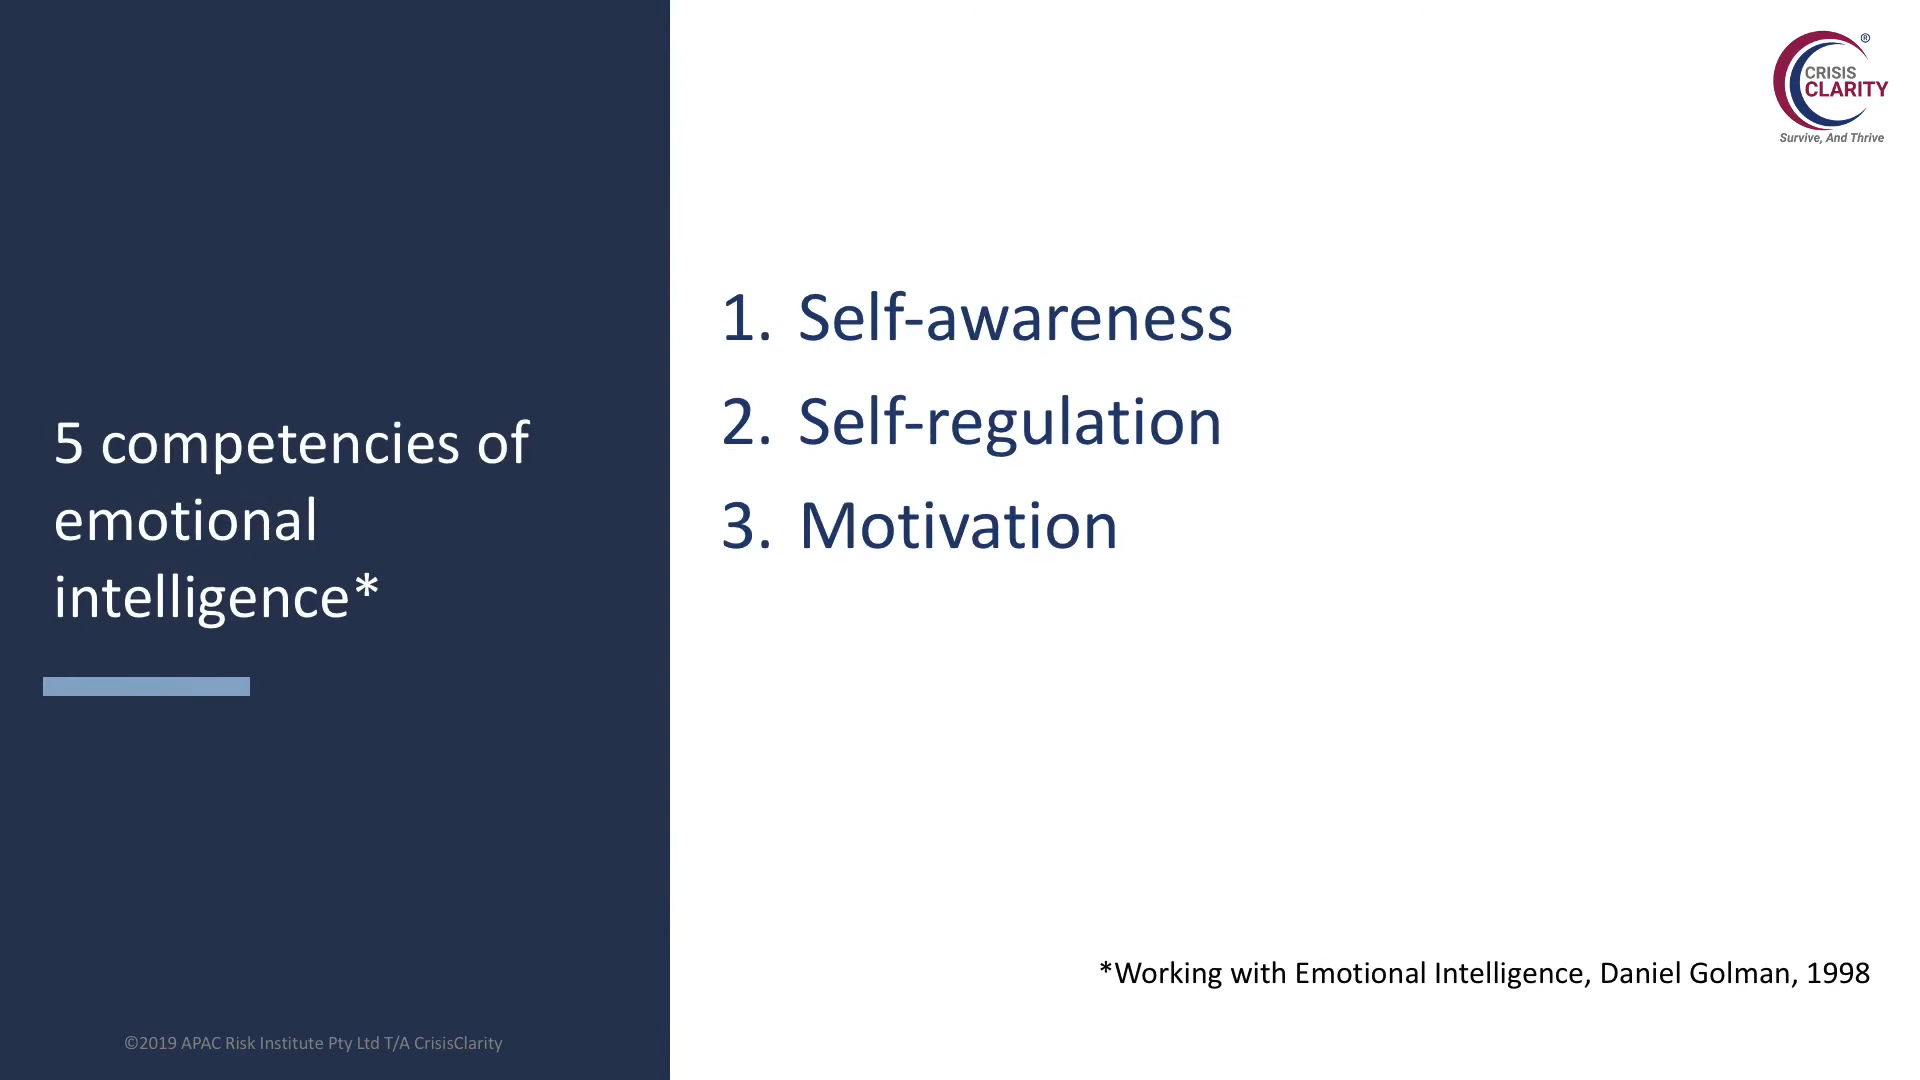 ®
CRISIS
CLARITY
Survive, And Thrive
5 competencies of
emotional
intelligence*
1. Self-awareness
2. Self-regulation
3. Motivation
*Working with Emotional Intelligence, Daniel Golman, 1998
©2019 APAC Risk Institute Pty Ltd T/A CrisisClarity